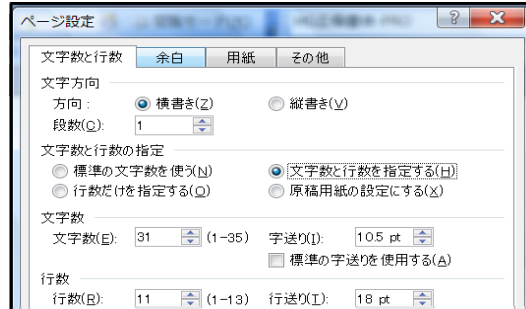 ページ設定
文字数と行数 余白 用紙 その他
文字方向
方向: 横書き(Z) 縦書き(V)
段数(C): 1
文字数と行数の指定
標準の文字数を使う(N) 文字数と行数を指定する(H)
行数だけを指定する(O) 原稿用紙の設定にする(X)
文字数
文字数(E): 31 (1-35) 字送り(I): 10.5 pt
標準の字送りを使用する(A)
行数
行数(R): 11 (1-13) 行送り(T): 18 pt